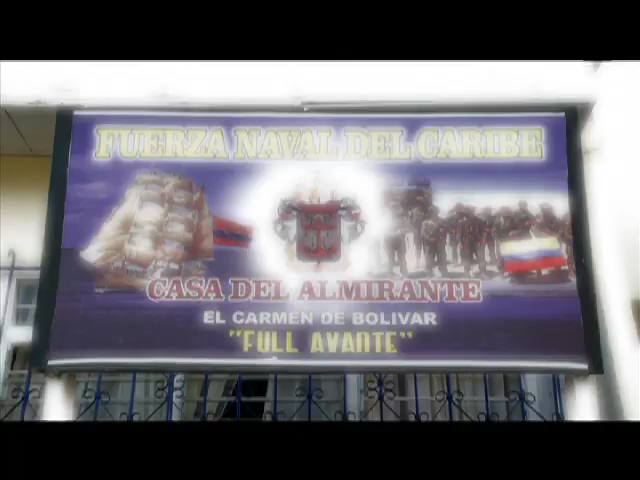 FUERZA NAVAL DEL CARIBE
CASA DEL ALMIRANTE
EL CARMEN DE BOLIVAR
"FULL AVANTE"